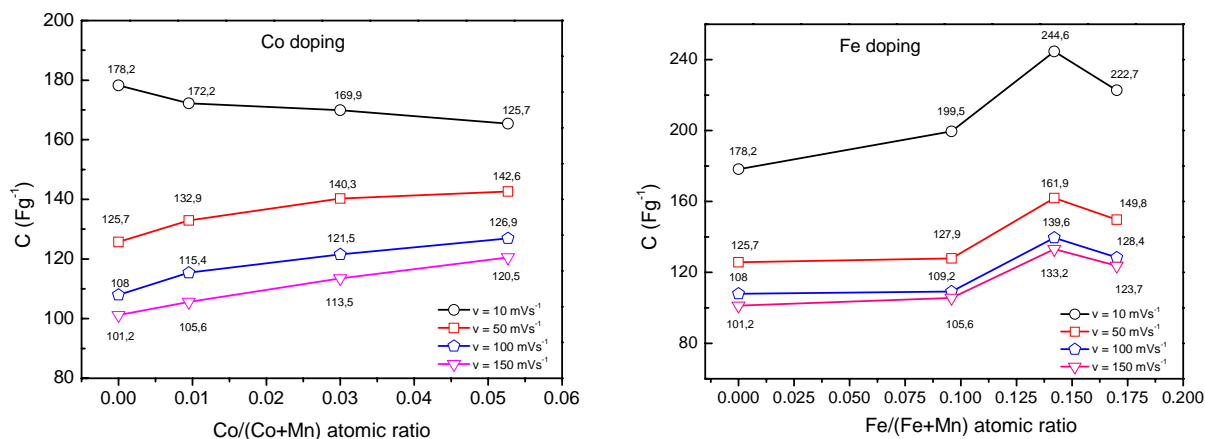 Co doping
200
180
160
140
120
100
80
C (Fg⁻¹)
178,2
172,2
169,9
125,7
125,7
132,9
140,3
142,6
108
115,4
121,5
126,9
101,2
105,6
113,5
120,5
v = 10 mVs⁻¹
v = 50 mVs⁻¹
v = 100 mVs⁻¹
v = 150 mVs⁻¹
0.00 0.01 0.02 0.03 0.04 0.05 0.06
Co/(Co+Mn) atomic ratio
Fe doping
240
200
160
120
80
C (Fg⁻¹)
178,2
199,5
244,6
222,7
125,7
127,9
161,9
149,8
108
109,2
139,6
128,4
101,2
105,6
133,2
123,7
v = 10 mVs⁻¹
v = 50 mVs⁻¹
v = 100 mVs⁻¹
v = 150 mVs⁻¹
0.000 0.025 0.050 0.075 0.100 0.125 0.150 0.175 0.200
Fe/(Fe+Mn) atomic ratio